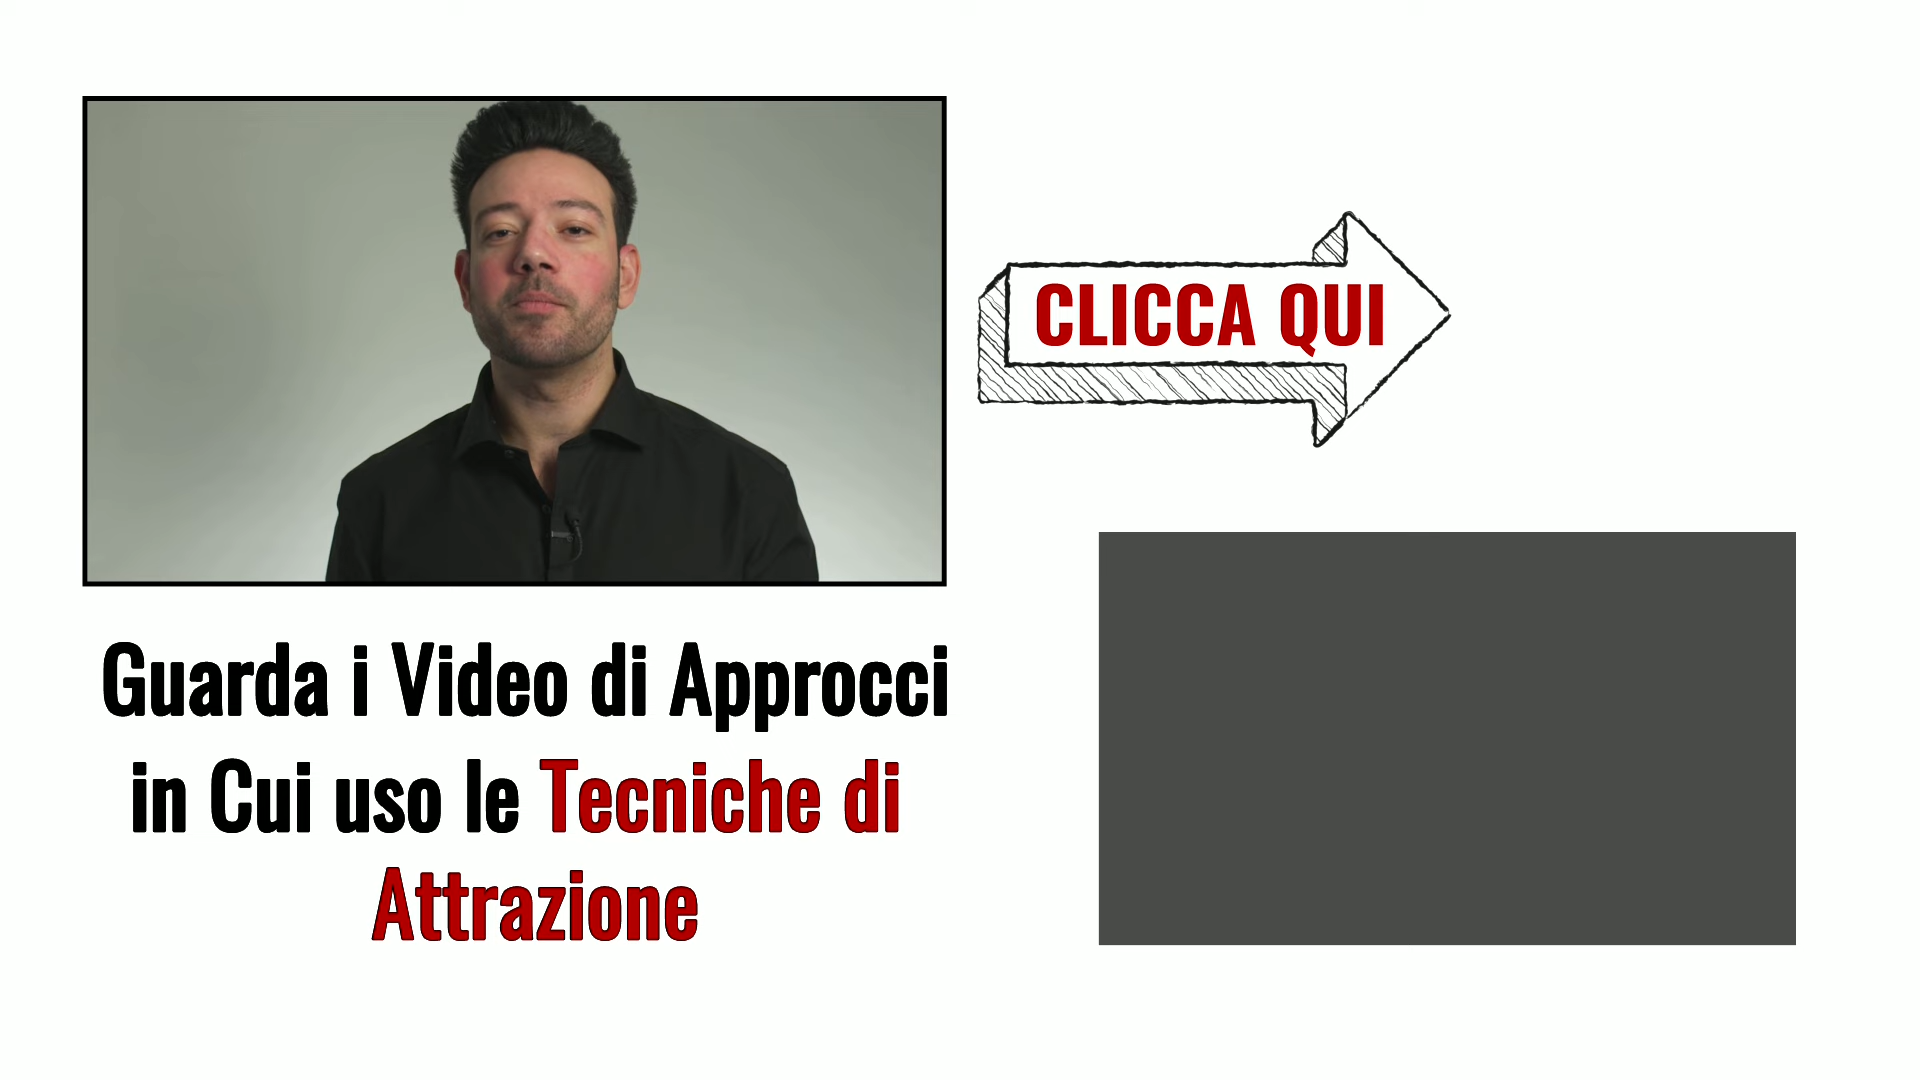 CLICCA QUI
Guarda i Video di Approcci
in Cui uso le Tecniche di
Attrazione